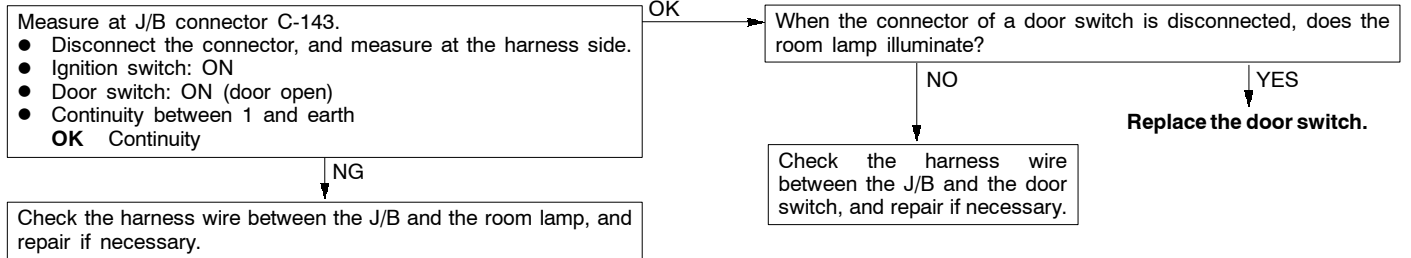 Measure at J/B connector C-143.
● Disconnect the connector, and measure at the harness side.
● Ignition switch: ON
● Door switch: ON (door open)
● Continuity between 1 and earth
OK Continuity
OK
When the connector of a door switch is disconnected, does the
room lamp illuminate?
NO
YES
Replace the door switch.
Check the harness wire
between the J/B and the door
switch, and repair if necessary.
NG
Check the harness wire between the J/B and the room lamp, and
repair if necessary.